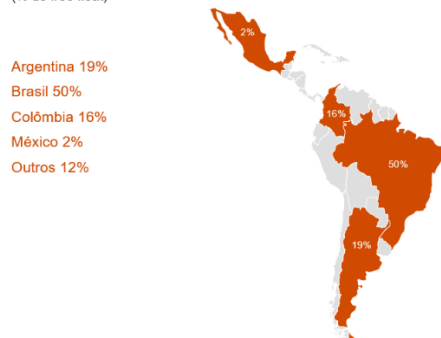 Argentina 19%
Brasil 50%
Colômbia 16%
México 2%
Outros 12%
2%
16%
50%
19%